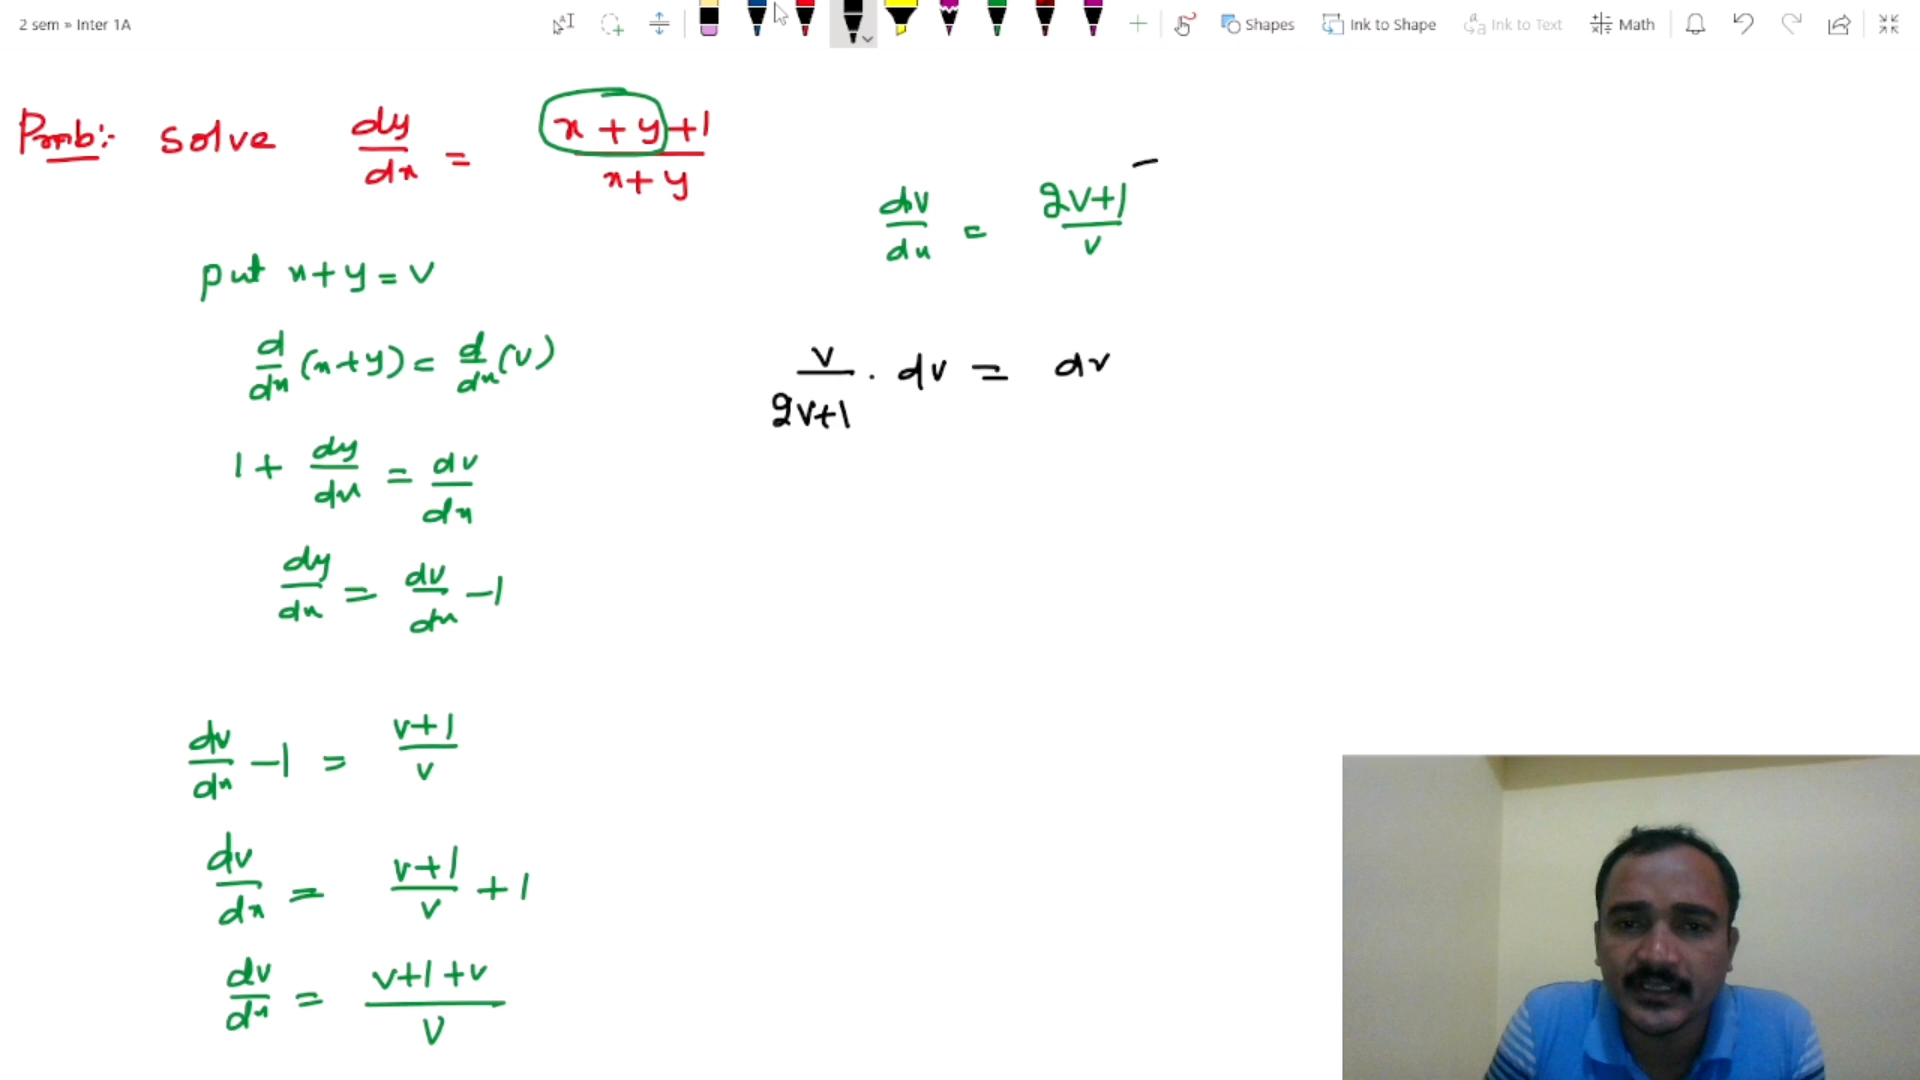 2 sem » Inter 1A
Shapes
Ink to Shape
Ink to Text
Math
Prob:- Solve dy/dx = (x+y+1)/(x+y)
put x+y=v
d/dx (x+y) = d/dx (v)
1 + dy/dx = dv/dx
dy/dx = dv/dx -1
dv/dx -1 = (v+1)/v
dv/dx = (v+1)/v +1
dv/dx = (v+1+v)/v
dv/dx = (2v+1)/v
v/(2v+1) . dv = dv